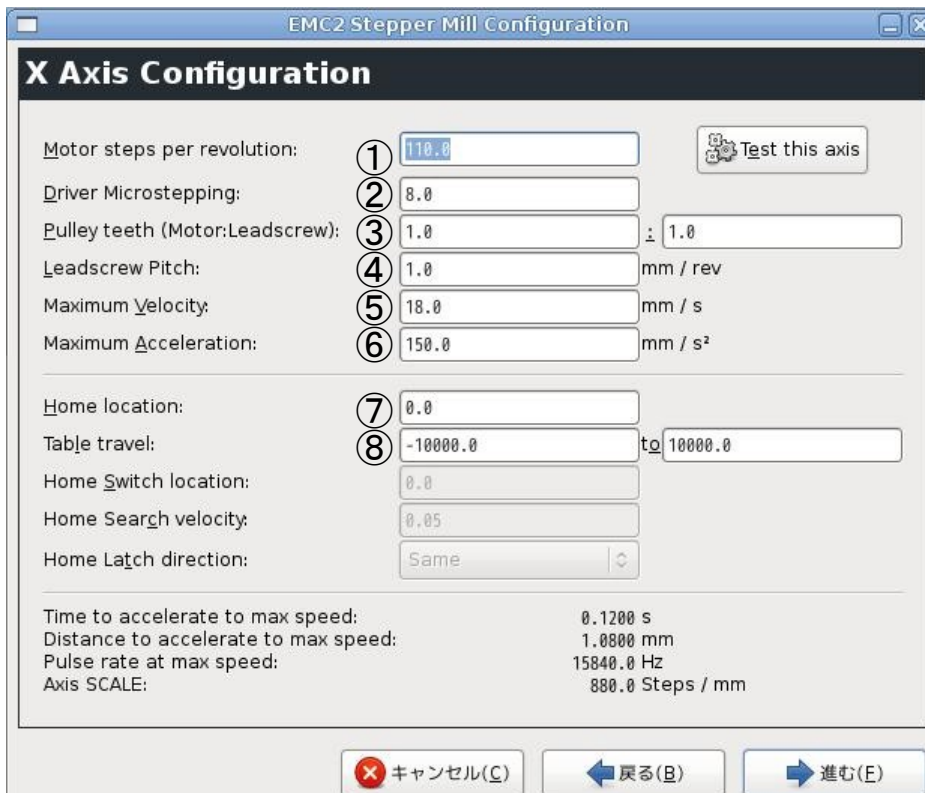 EMC2 Stepper Mill Configuration
X Axis Configuration
Motor steps per revolution: ① 110.0 Test this axis
Driver Microstepping: ② 8.0
Pulley teeth (Motor:Leadscrew): ③ 1.0 : 1.0
Leadscrew Pitch: ④ 1.0 mm / rev
Maximum Velocity: ⑤ 18.0 mm / s
Maximum Acceleration: ⑥ 150.0 mm / s²
Home location: ⑦ 0.0
Table travel: ⑧ -10000.0 to 10000.0
Home Switch location: 0.0
Home Search velocity: 0.05
Home Latch direction: Same
Time to accelerate to max speed: 0.1200 s
Distance to accelerate to max speed: 1.0800 mm
Pulse rate at max speed: 15840.0 Hz
Axis SCALE: 880.0 Steps / mm
キャンセル(C) 戻る(B) 進む(F)